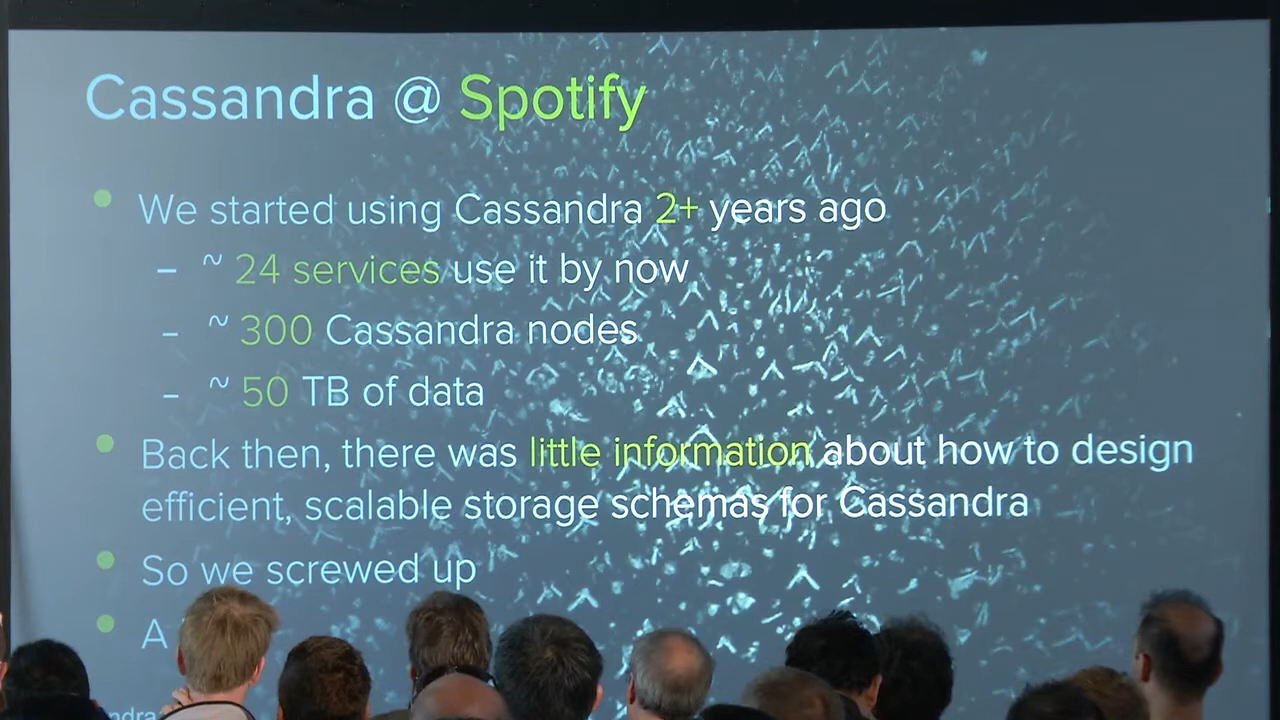 Cassandra @ Spotify
• We started using Cassandra 2+ years ago
– ~ 24 services use it by now
– ~ 300 Cassandra nodes
– ~ 50 TB of data
• Back then, there was little information about how to design
efficient, scalable storage schemas for Cassandra
• So we screwed up
• A